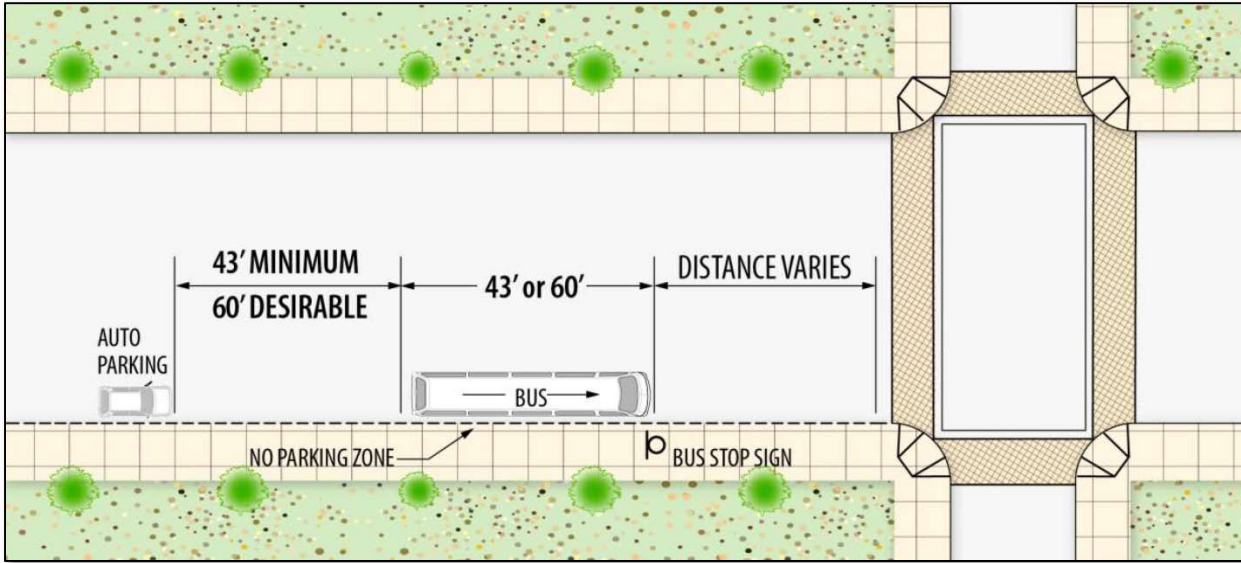 43' MINIMUM
60' DESIRABLE
43' or 60'
DISTANCE VARIES
AUTO
PARKING
BUS
NO PARKING ZONE
BUS STOP SIGN